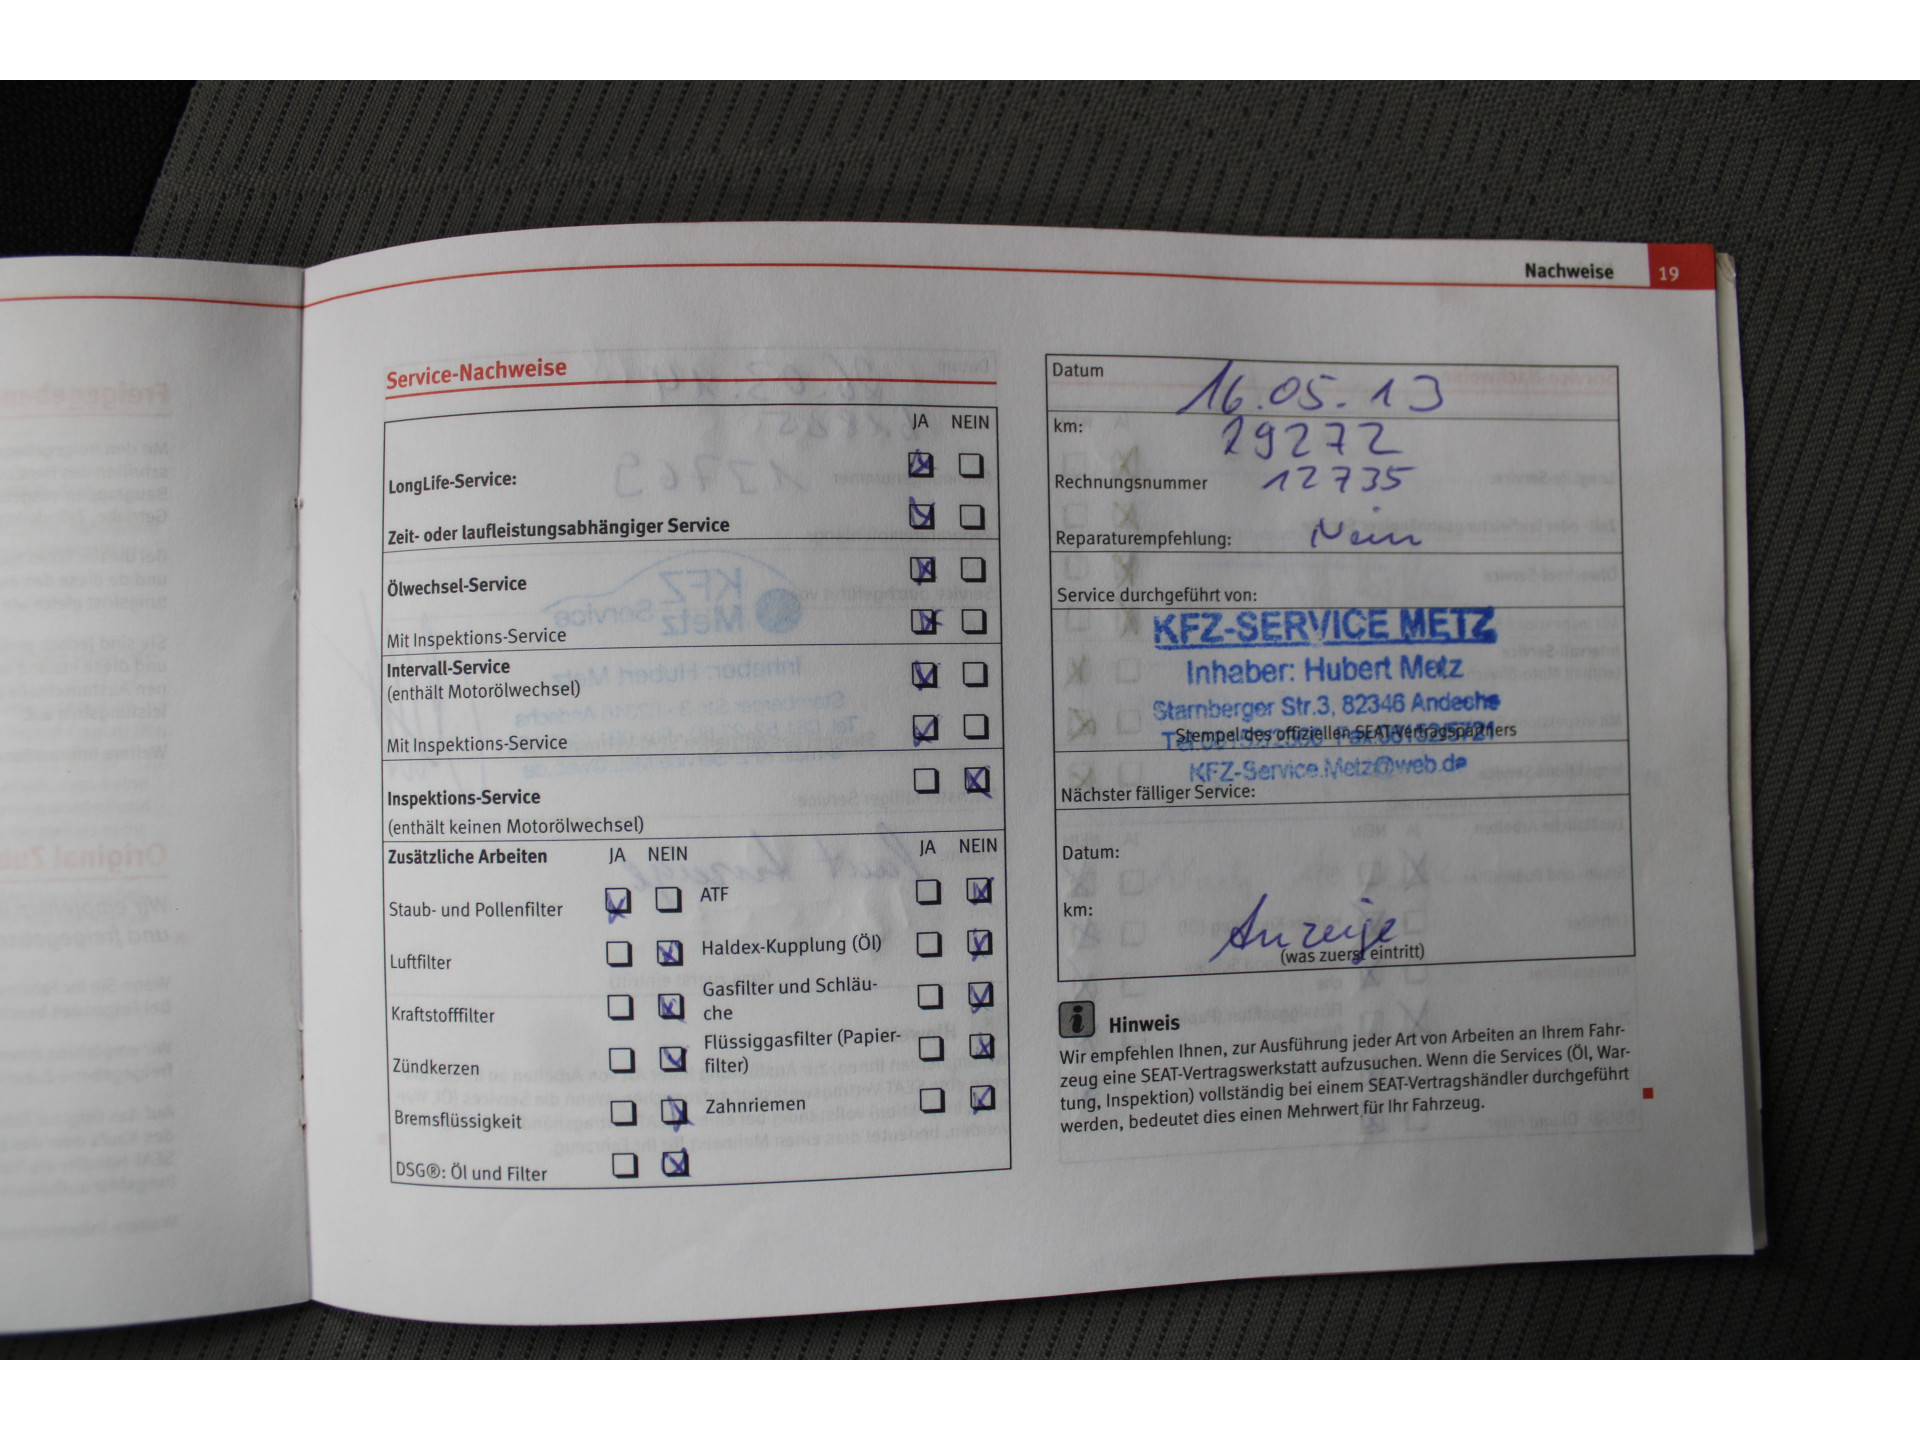 Nachweise 19
Service-Nachweise
JA NEIN
LongLife-Service:
Zeit- oder laufleistungsabhängiger Service
Ölwechsel-Service
Mit Inspektions-Service
Intervall-Service
(enthält Motorölwechsel)
Mit Inspektions-Service
Inspektions-Service
(enthält keinen Motorölwechsel)
Zusätzliche Arbeiten JA NEIN JA NEIN
Staub- und Pollenfilter ATF
Luftfilter Haldex-Kupplung (Öl)
Kraftstofffilter Gasfilter und Schläu-
che
Zündkerzen Flüssiggasfilter (Papier-
filter)
Bremsflüssigkeit Zahnriemen
DSG®: Öl und Filter
Datum 16.05.13
km: 29272
Rechnungsnummer 12735
Reparaturempfehlung: Nein
Service durchgeführt von:
KFZ-SERVICE METZ
Inhaber: Hubert Metz
Starnberger Str.3, 82346 Andechs
Stempel des offiziellen SEAT-Vertragspartners
KFZ-Service.Metz@web.de
Nächster fälliger Service:
Datum:
km: Anzeige
(was zuerst eintritt)
Hinweis
Wir empfehlen Ihnen, zur Ausführung jeder Art von Arbeiten an Ihrem Fahr-
zeug eine SEAT-Vertragswerkstatt aufzusuchen. Wenn die Services (Öl, War-
tung, Inspektion) vollständig bei einem SEAT-Vertragshändler durchgeführt
werden, bedeutet dies einen Mehrwert für Ihr Fahrzeug.